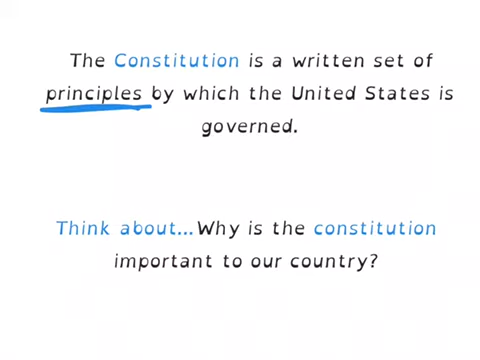 The Constitution is a written set of
principles by which the United States is
governed.
Think about...Why is the constitution
important to our country?